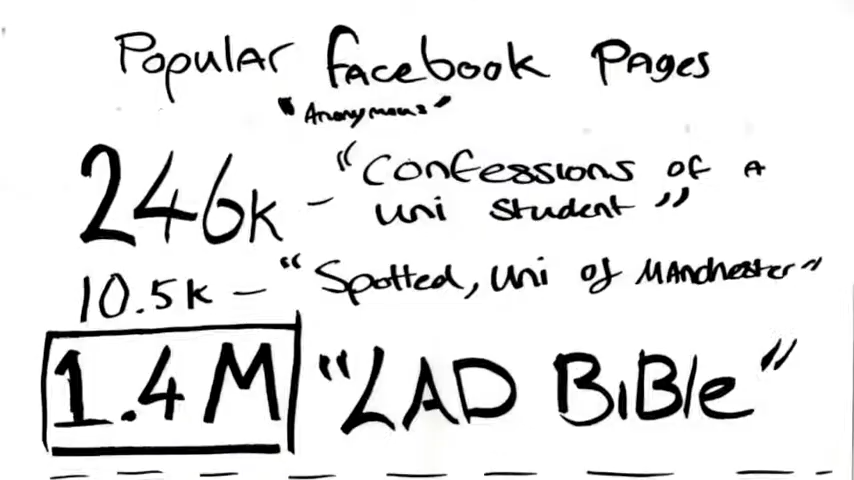 Popular Facebook Pages
"Anonymous"
246k - "Confessions of a
uni student"
10.5k - "Spotted, uni of Manchester"
1.4M "LAD BiBle"